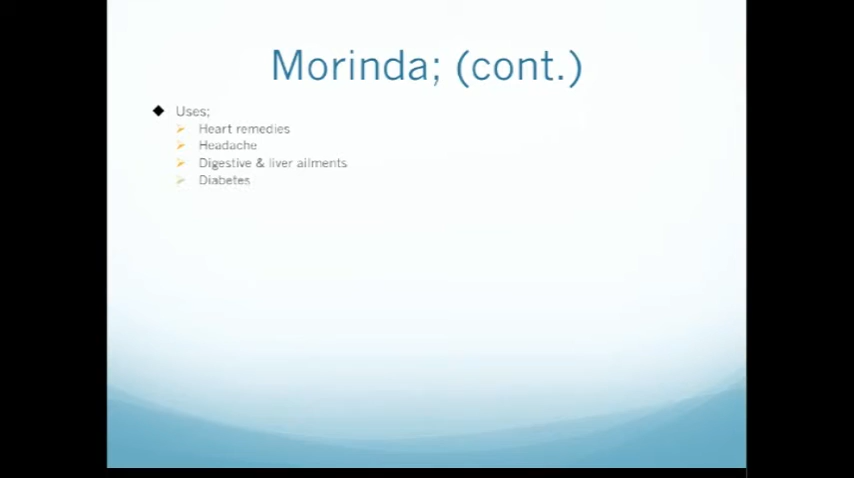 Morinda; (cont.)
Uses;
Heart remedies
Headache
Digestive & liver ailments
Diabetes